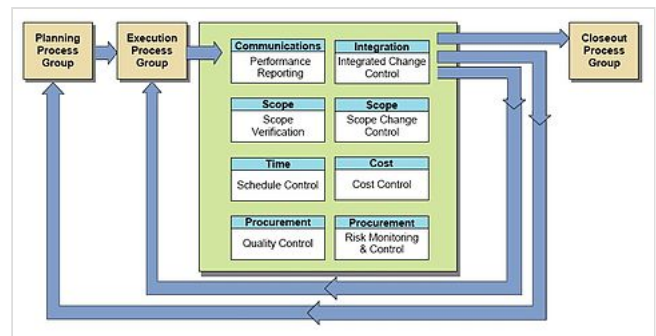 Planning
Process
Group
Execution
Process
Group
Communications
Performance
Reporting
Integration
Integrated Change
Control
Scope
Scope
Verification
Scope
Scope Change
Control
Time
Schedule Control
Cost
Cost Control
Procurement
Quality Control
Procurement
Risk Monitoring
& Control
Closeout
Process
Group